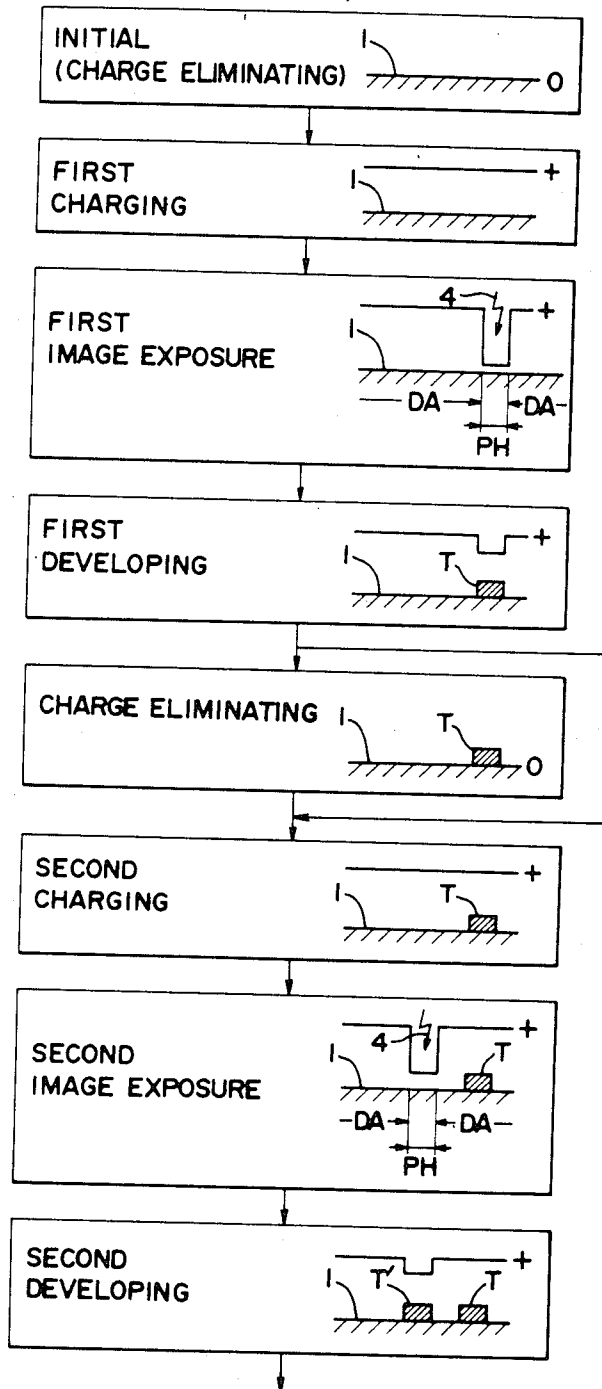 INITIAL
(CHARGE ELIMINATING)
1
0
FIRST
CHARGING
1
+
FIRST
IMAGE EXPOSURE
4
+
1
DA
DA
PH
FIRST
DEVELOPING
+
1
T
CHARGE ELIMINATING
1
T
0
SECOND
CHARGING
+
1
T
SECOND
IMAGE EXPOSURE
4
+
1
T
DA
DA
PH
SECOND
DEVELOPING
+
1
T'
T